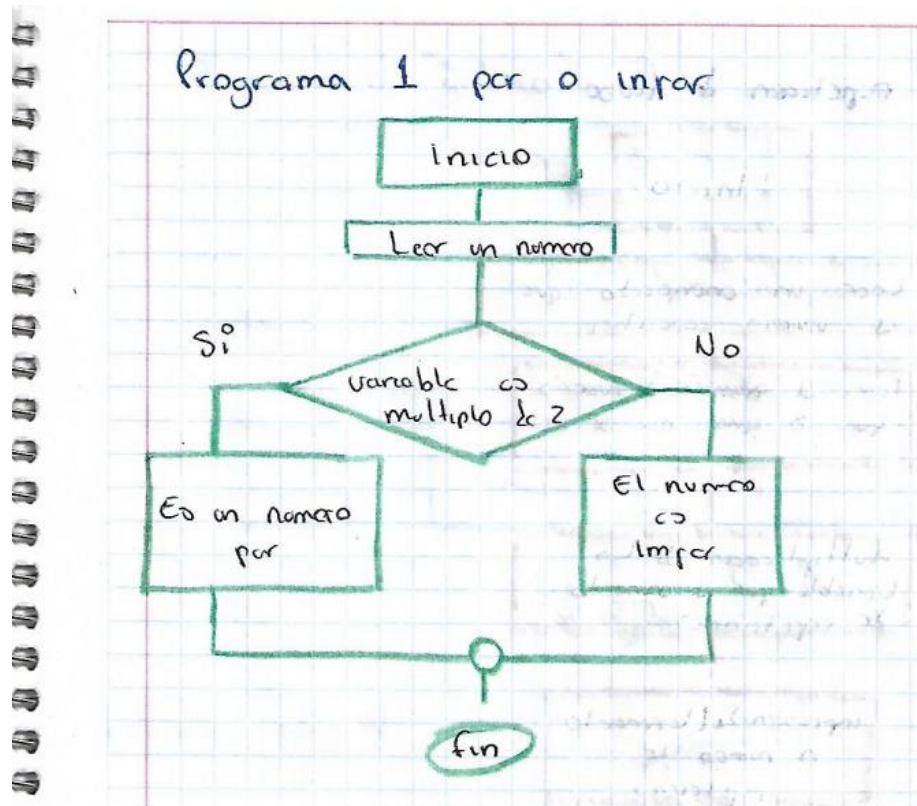 Programa 1 par o inpar
Inicio
Leer un numero
Si
No
variable es
multiplo de 2
Es un numero
par
El numero
es
Impar
fin